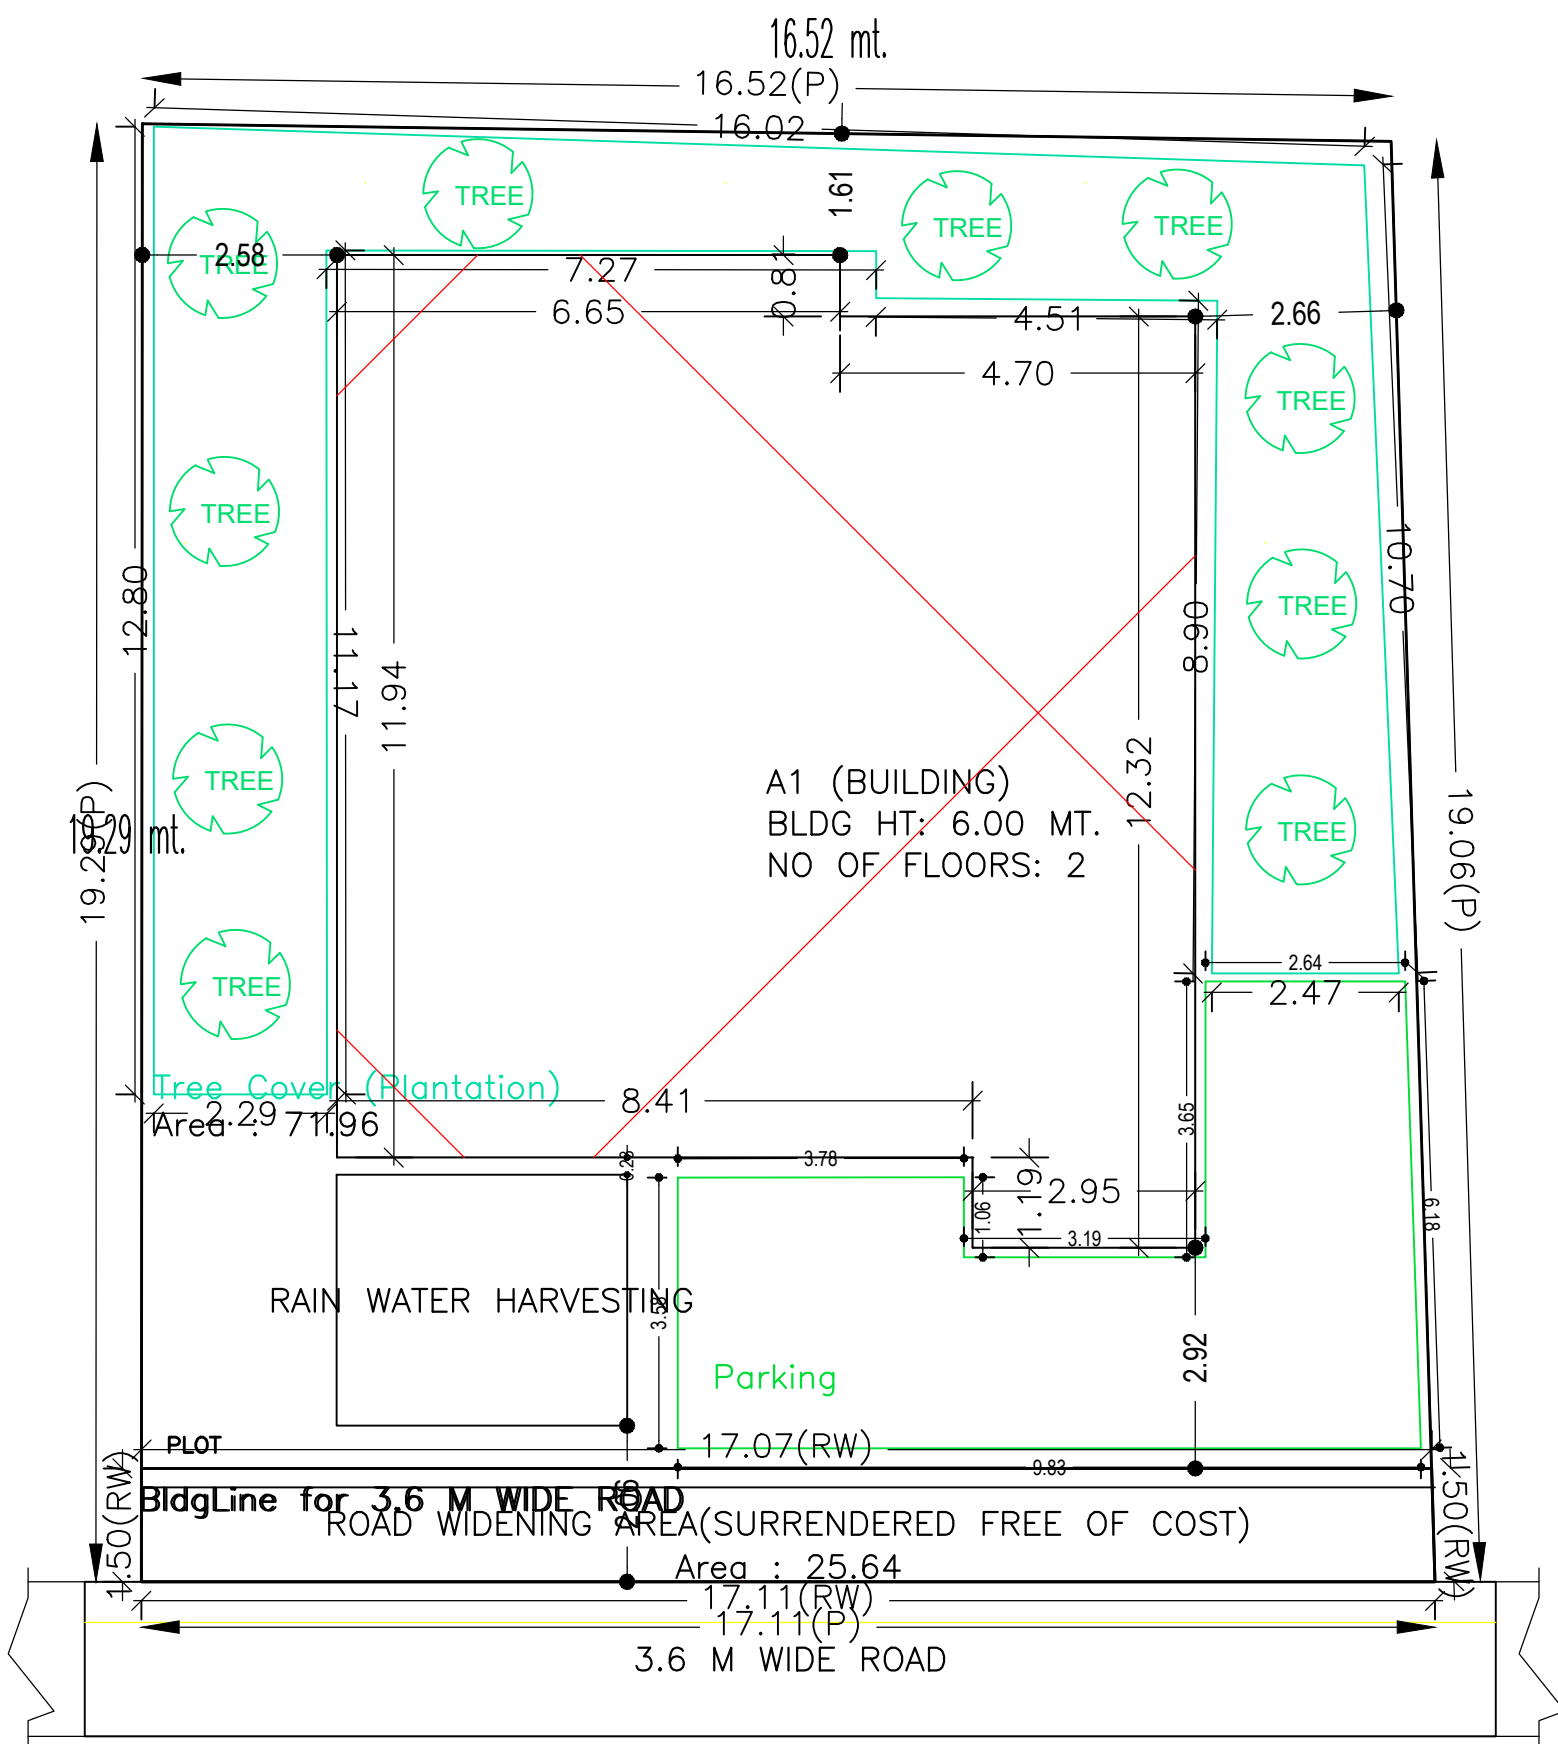 16.52 mt.
16.52(P)
16.02
1.61
TREE
TREE
TREE
TREE
2.58
7.27
0.81
6.65
4.51
2.66
4.70
TREE
TREE
10.70
12.80
TREE
8.90
11.17
11.94
12.32
A1 (BUILDING)
BLDG HT: 6.00 MT.
NO OF FLOORS: 2
TREE
TREE
19.29 mt.
19.29(P)
19.06(P)
TREE
2.64
2.47
Tree Cover (Plantation)
2.29
Area : 71.96
8.41
3.65
3.78
0.23
1.19
2.95
1.06
3.19
6.18
RAIN WATER HARVESTING
2.92
Parking
PLOT
17.07(RW)
9.83
1.50(RW)
1.50(RW)
BldgLine for 3.6 M WIDE ROAD
ROAD WIDENING AREA(SURRENDERED FREE OF COST)
Area : 25.64
17.11(RW)
17.11(P)
3.6 M WIDE ROAD